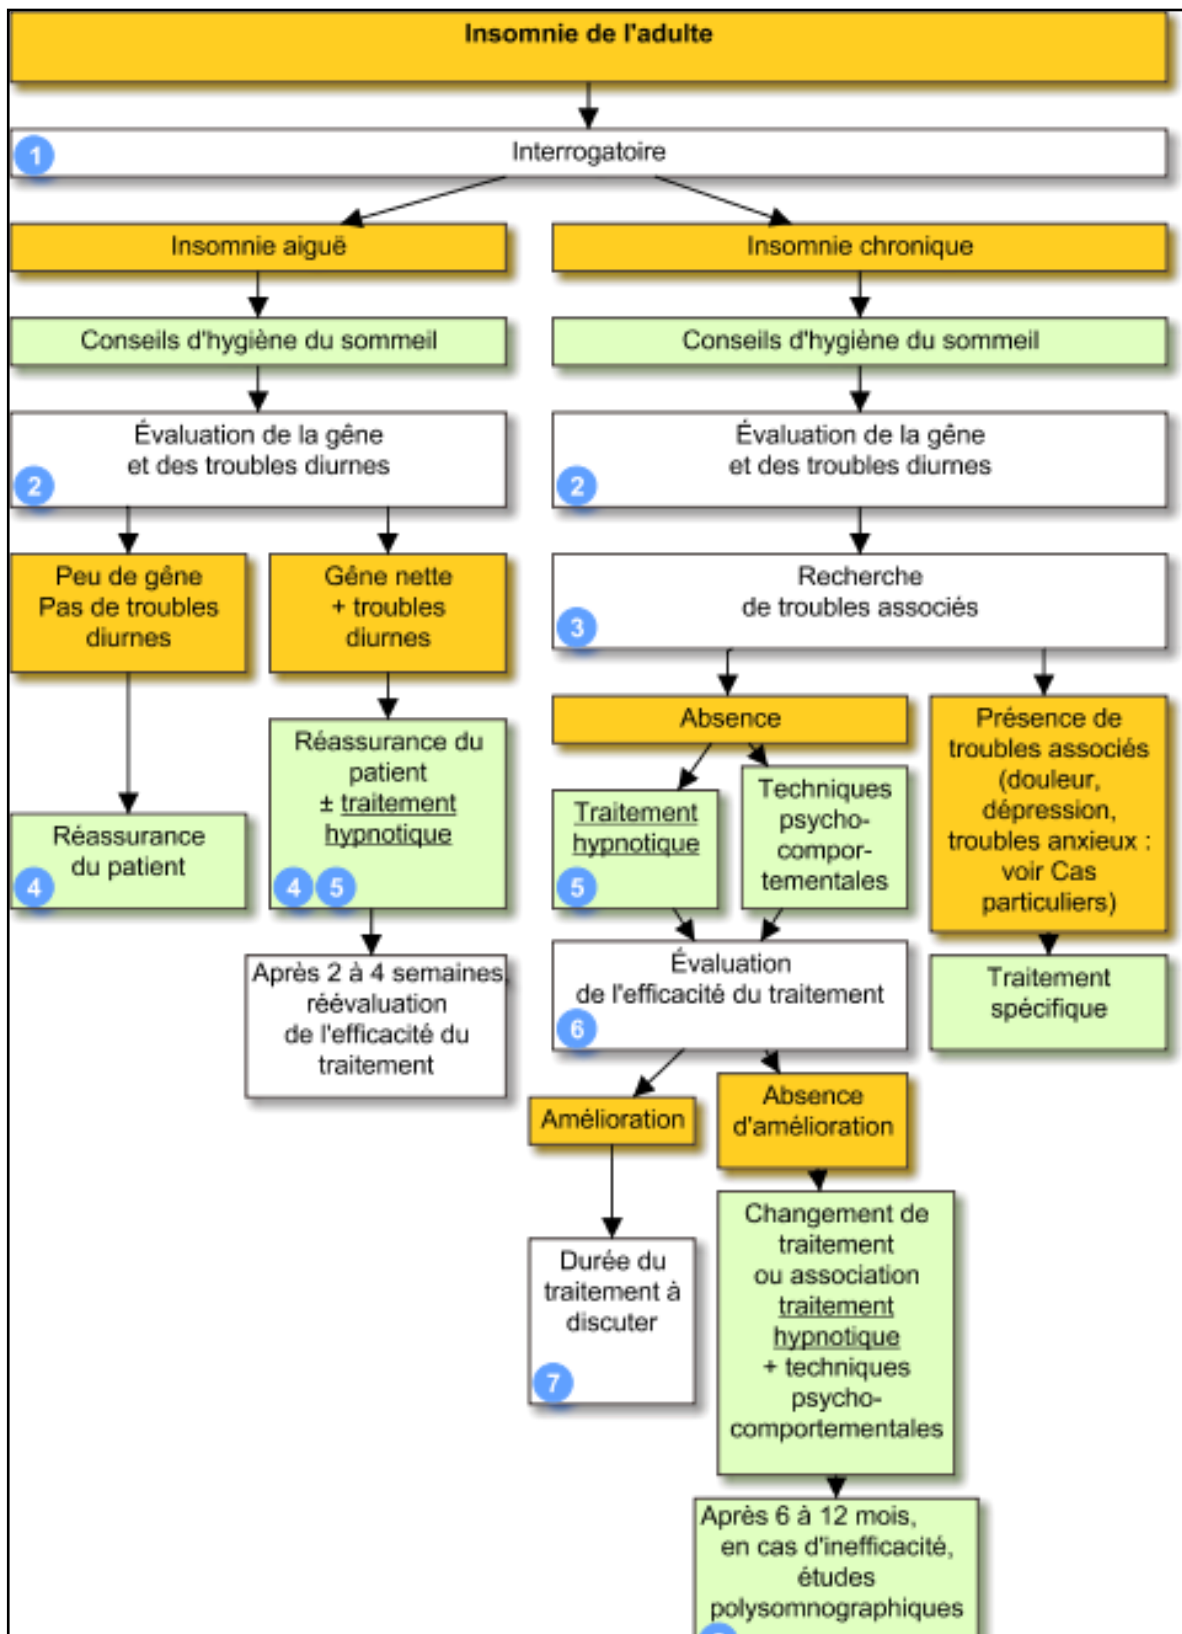 Insomnie de l'adulte
1
Interrogatoire
Insomnie aiguë
Insomnie chronique
Conseils d'hygiène du sommeil
Conseils d'hygiène du sommeil
Évaluation de la gêne
et des troubles diurnes
2
Évaluation de la gêne
et des troubles diurnes
2
Peu de gêne
Pas de troubles
diurnes
Gêne nette
+ troubles
diurnes
Recherche
de troubles associés
3
Réassurance
du patient
4
Réassurance du
patient
± traitement
hypnotique
4 5
Après 2 à 4 semaines,
réévaluation
de l'efficacité du
traitement
Absence
Présence de
troubles associés
(douleur,
dépression,
troubles anxieux :
voir Cas
particuliers)
Traitement
hypnotique
5
Techniques
psycho-
compor-
tementales
Traitement
spécifique
Évaluation
de l'efficacité du traitement
6
Amélioration
Absence
d'amélioration
Durée du
traitement à
discuter
7
Changement de
traitement
ou association
traitement
hypnotique
+ techniques
psycho-
comportementales
Après 6 à 12 mois,
en cas d'inefficacité,
études
polysomnographiques